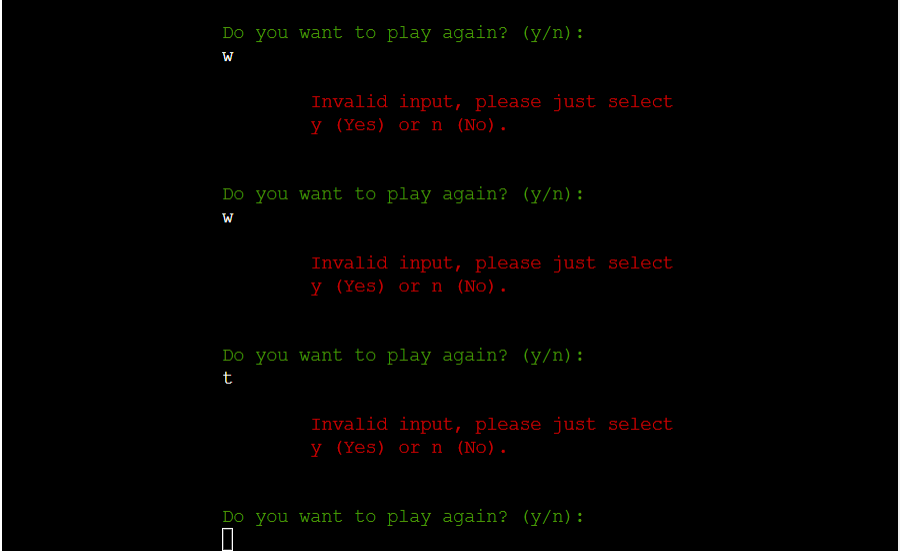 Do you want to play again? (y/n):
w
Invalid input, please just select
y (Yes) or n (No).
Do you want to play again? (y/n):
w
Invalid input, please just select
y (Yes) or n (No).
Do you want to play again? (y/n):
t
Invalid input, please just select
y (Yes) or n (No).
Do you want to play again? (y/n):